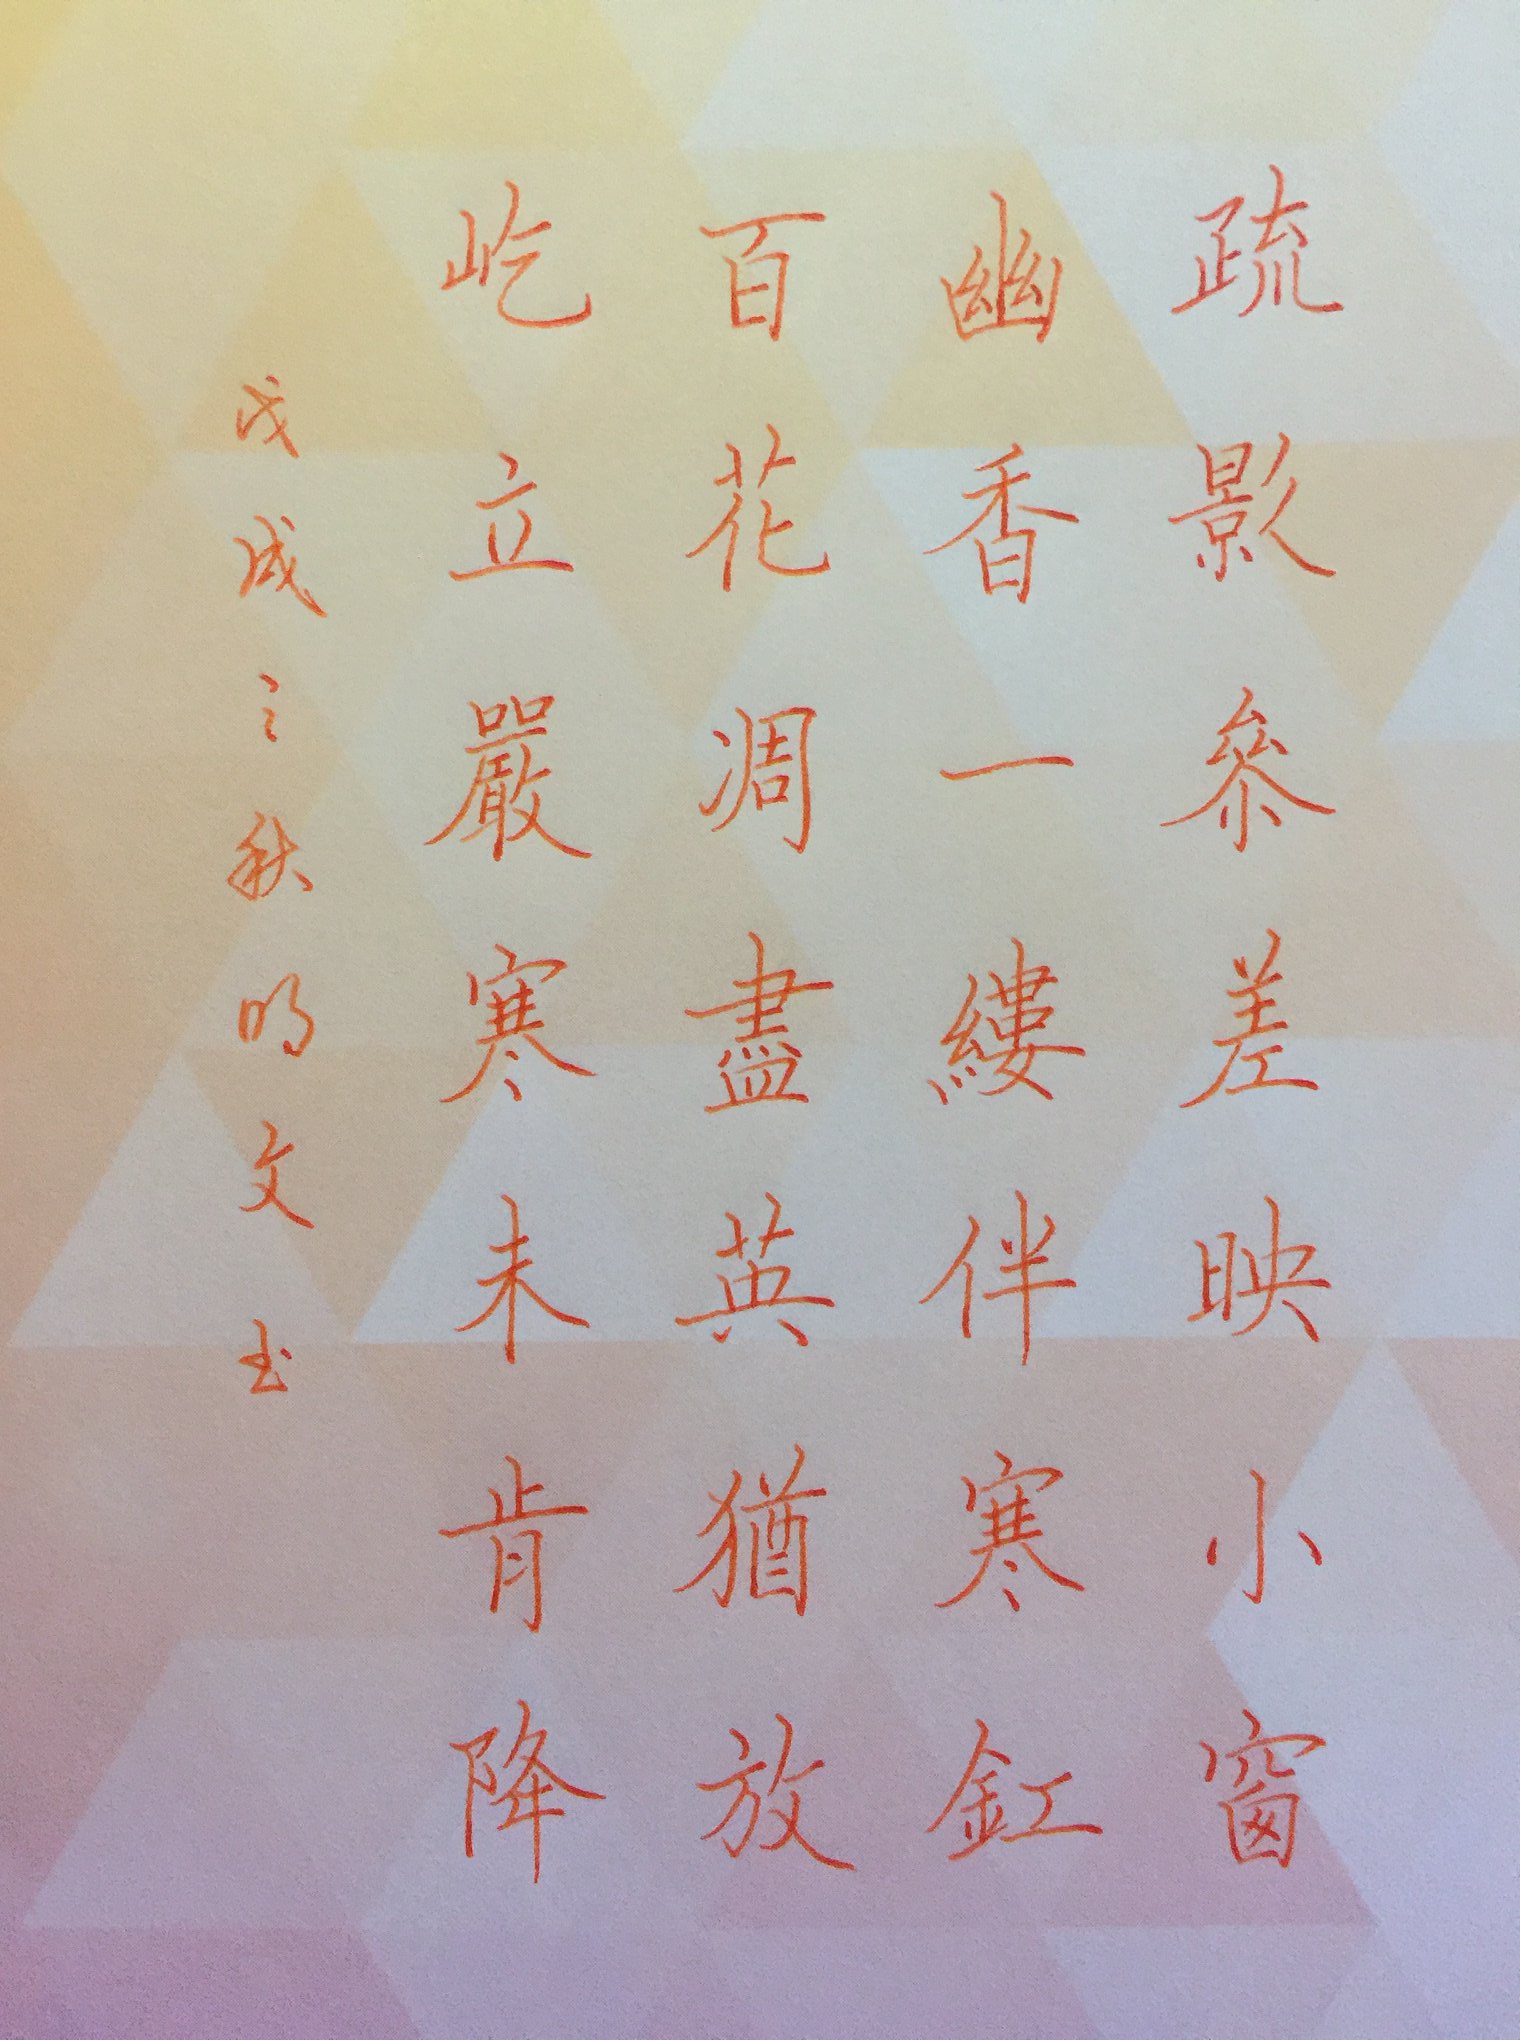 疏影參差映小窗
幽香一縷伴寒釭
百花凋盡英猶放
屹立嚴寒未肯降
戊戌之秋明文书